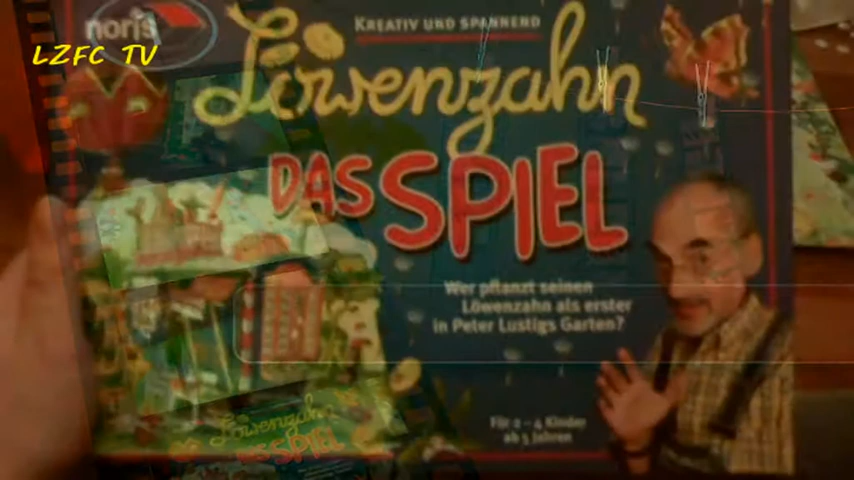 noris
LZFC TV
KREATIV UND SPANNEND
Löwenzahn
DAS SPIEL
Wer pflanzt seinen
Löwenzahn als erster
in Peter Lustigs Garten?
Für 2 - 4 Kinder
ab 5 Jahren
Löwenzahn
DAS SPIEL